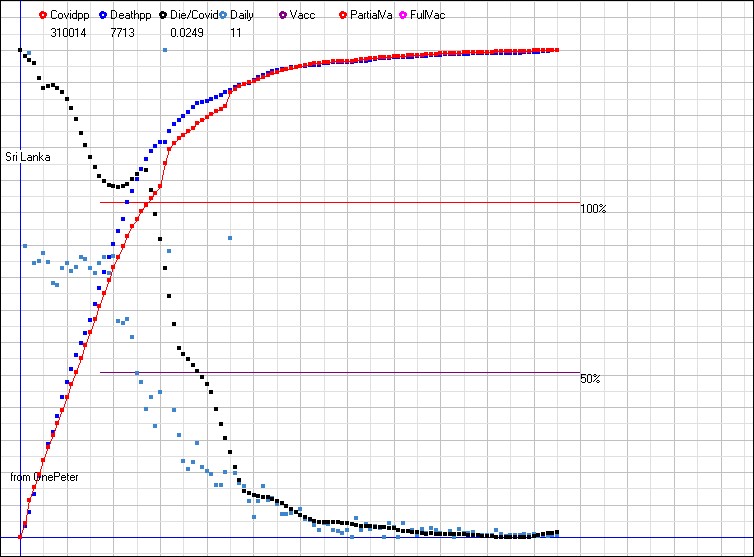 Covidpp Deathpp Die/Covid Daily Vacc PartialVa FullVac
310014 7713 0.0249 11
Sri Lanka
100%
50%
from OnePeter